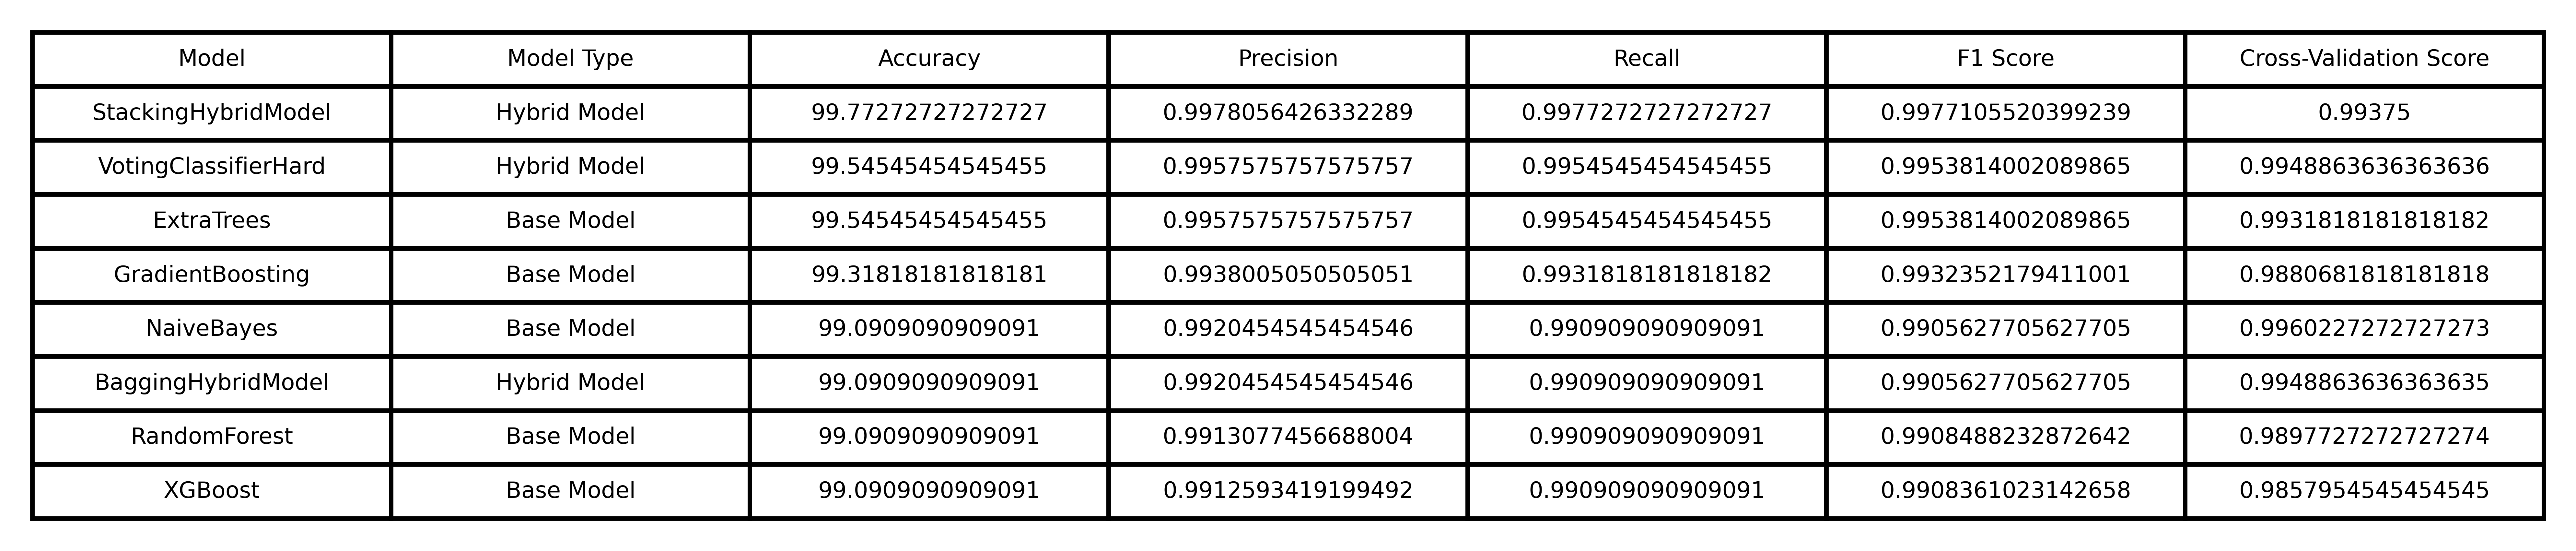 Model Model Type Accuracy Precision Recall F1 Score Cross-Validation Score
StackingHybridModel Hybrid Model 99.77272727272727 0.9978056426332289 0.9977272727272727 0.9977105520399239 0.99375
VotingClassifierHard Hybrid Model 99.54545454545455 0.9957575757575757 0.9954545454545455 0.9953814002089865 0.9948863636363636
ExtraTrees Base Model 99.54545454545455 0.9957575757575757 0.9954545454545455 0.9953814002089865 0.9931818181818182
GradientBoosting Base Model 99.31818181818181 0.9938005050505051 0.9931818181818182 0.9932352179411001 0.9880681818181818
NaiveBayes Base Model 99.0909090909091 0.9920454545454546 0.990909090909091 0.9905627705627705 0.9960227272727273
BaggingHybridModel Hybrid Model 99.0909090909091 0.9920454545454546 0.990909090909091 0.9905627705627705 0.9948863636363635
RandomForest Base Model 99.0909090909091 0.9913077456688004 0.990909090909091 0.9908488232872642 0.9897727272727274
XGBoost Base Model 99.0909090909091 0.9912593419199492 0.990909090909091 0.9908361023142658 0.9857954545454545